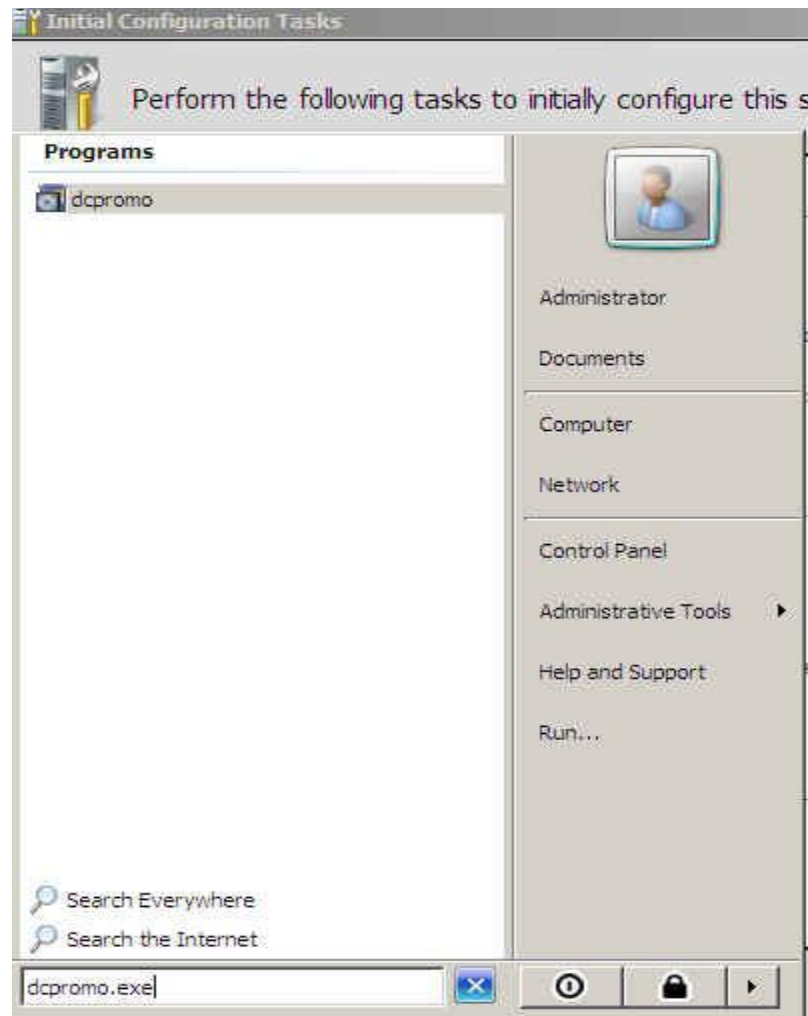 Initial Configuration Tasks
Perform the following tasks to initially configure this s
Programs
dcpromo
Administrator
Documents
Computer
Network
Control Panel
Administrative Tools
Help and Support
Run...
Search Everywhere
Search the Internet
dcpromo.exe